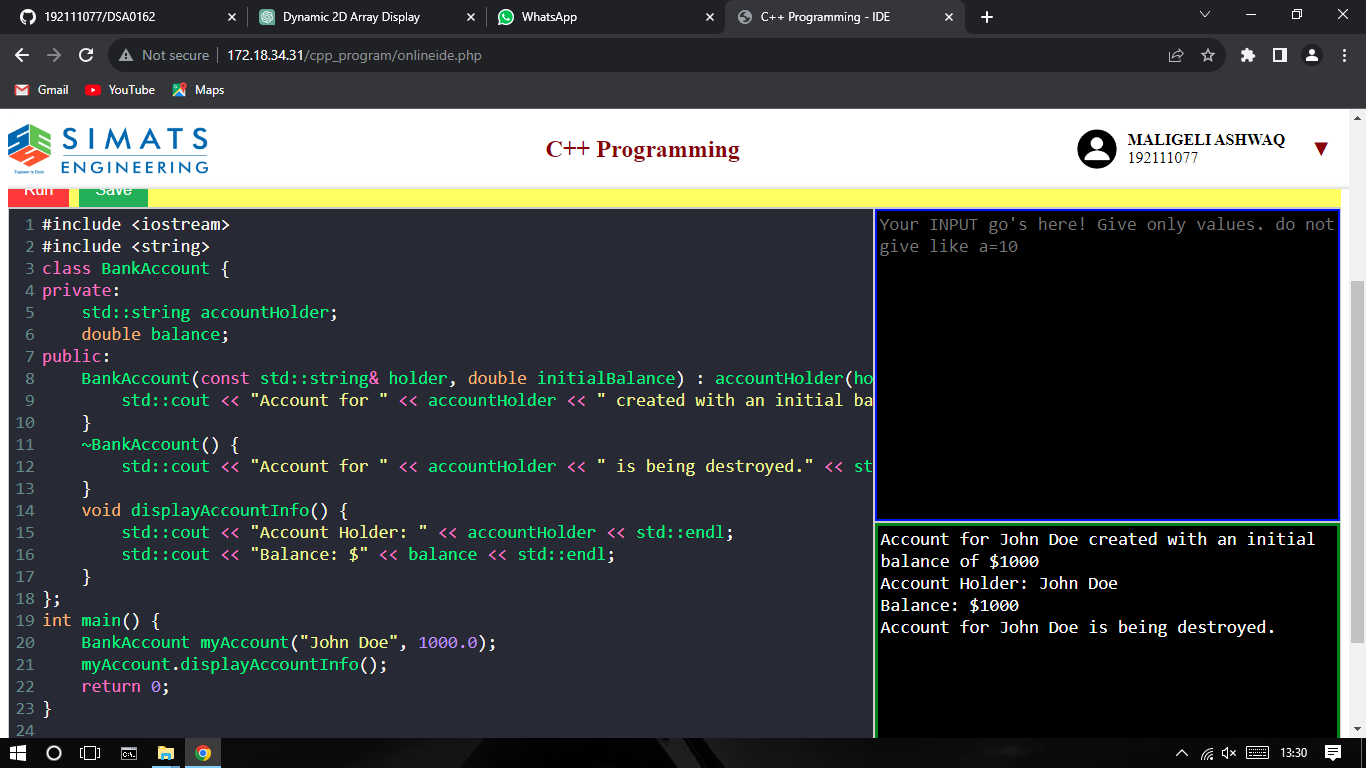 192111077/DSA0162
Dynamic 2D Array Display
WhatsApp
C++ Programming - IDE
Not secure
172.18.34.31/cpp_program/onlineide.php
Gmail
YouTube
Maps
SIMATS
ENGINEERING
Engineer to Excel
C++ Programming
MALIGELI ASHWAQ
192111077
Run
Save
1 #include <iostream>
2 #include <string>
3 class BankAccount {
4 private:
5     std::string accountHolder;
6     double balance;
7 public:
8     BankAccount(const std::string& holder, double initialBalance) : accountHolder(ho
9         std::cout << "Account for " << accountHolder << " created with an initial ba
10     }
11     ~BankAccount() {
12         std::cout << "Account for " << accountHolder << " is being destroyed." << st
13     }
14     void displayAccountInfo() {
15         std::cout << "Account Holder: " << accountHolder << std::endl;
16         std::cout << "Balance: $" << balance << std::endl;
17     }
18 };
19 int main() {
20     BankAccount myAccount("John Doe", 1000.0);
21     myAccount.displayAccountInfo();
22     return 0;
23 }
24
Your INPUT go's here! Give only values. do not
give like a=10
Account for John Doe created with an initial
balance of $1000
Account Holder: John Doe
Balance: $1000
Account for John Doe is being destroyed.
13:30